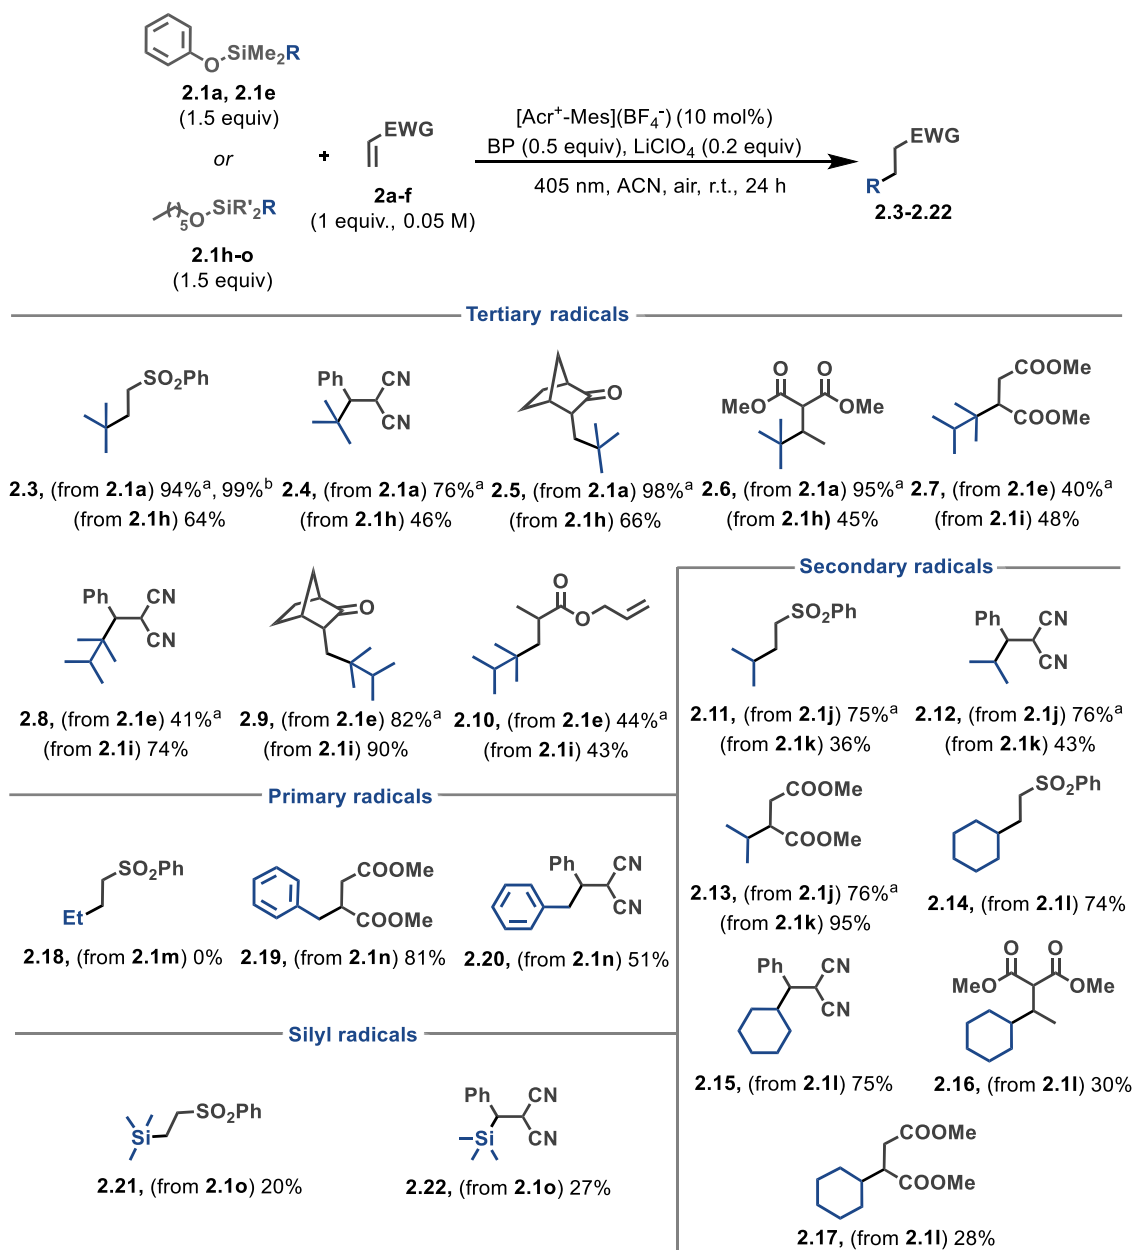 SiMe2R
O
2.1a, 2.1e
(1.5 equiv)
or
( )5 O SiR'2R
2.1h-o
(1.5 equiv)
+
EWG
2a-f
(1 equiv., 0.05 M)
[Acr+-Mes](BF4-) (10 mol%)
BP (0.5 equiv), LiClO4 (0.2 equiv)
405 nm, ACN, air, r.t., 24 h
EWG
R
2.3-2.22
Tertiary radicals
SO2Ph
2.3, (from 2.1a) 94%a, 99%b
(from 2.1h) 64%
Ph CN
CN
2.4, (from 2.1a) 76%a
(from 2.1h) 46%
O
2.5, (from 2.1a) 98%a
(from 2.1h) 66%
O O
MeO OMe
2.6, (from 2.1a) 95%a
(from 2.1h) 45%
COOMe
COOMe
2.7, (from 2.1e) 40%a
(from 2.1i) 48%
Ph CN
CN
2.8, (from 2.1e) 41%a
(from 2.1i) 74%
O
2.9, (from 2.1e) 82%a
(from 2.1i) 90%
O
O
2.10, (from 2.1e) 44%a
(from 2.1i) 43%
Secondary radicals
SO2Ph
2.11, (from 2.1j) 75%a
(from 2.1k) 36%
Ph CN
CN
2.12, (from 2.1j) 76%a
(from 2.1k) 43%
COOMe
COOMe
2.13, (from 2.1j) 76%a
(from 2.1k) 95%
SO2Ph
2.14, (from 2.1l) 74%
Ph CN
CN
2.15, (from 2.1l) 75%
O O
MeO OMe
2.16, (from 2.1l) 30%
COOMe
COOMe
2.17, (from 2.1l) 28%
Primary radicals
SO2Ph
Et
2.18, (from 2.1m) 0%
COOMe
COOMe
2.19, (from 2.1n) 81%
Ph CN
CN
2.20, (from 2.1n) 51%
Silyl radicals
SO2Ph
Si
2.21, (from 2.1o) 20%
Ph CN
Si CN
2.22, (from 2.1o) 27%